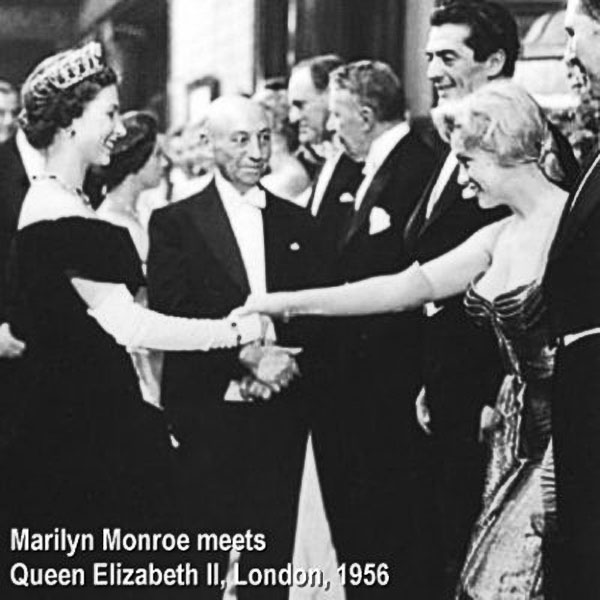 Marilyn Monroe meets
Queen Elizabeth II, London, 1956